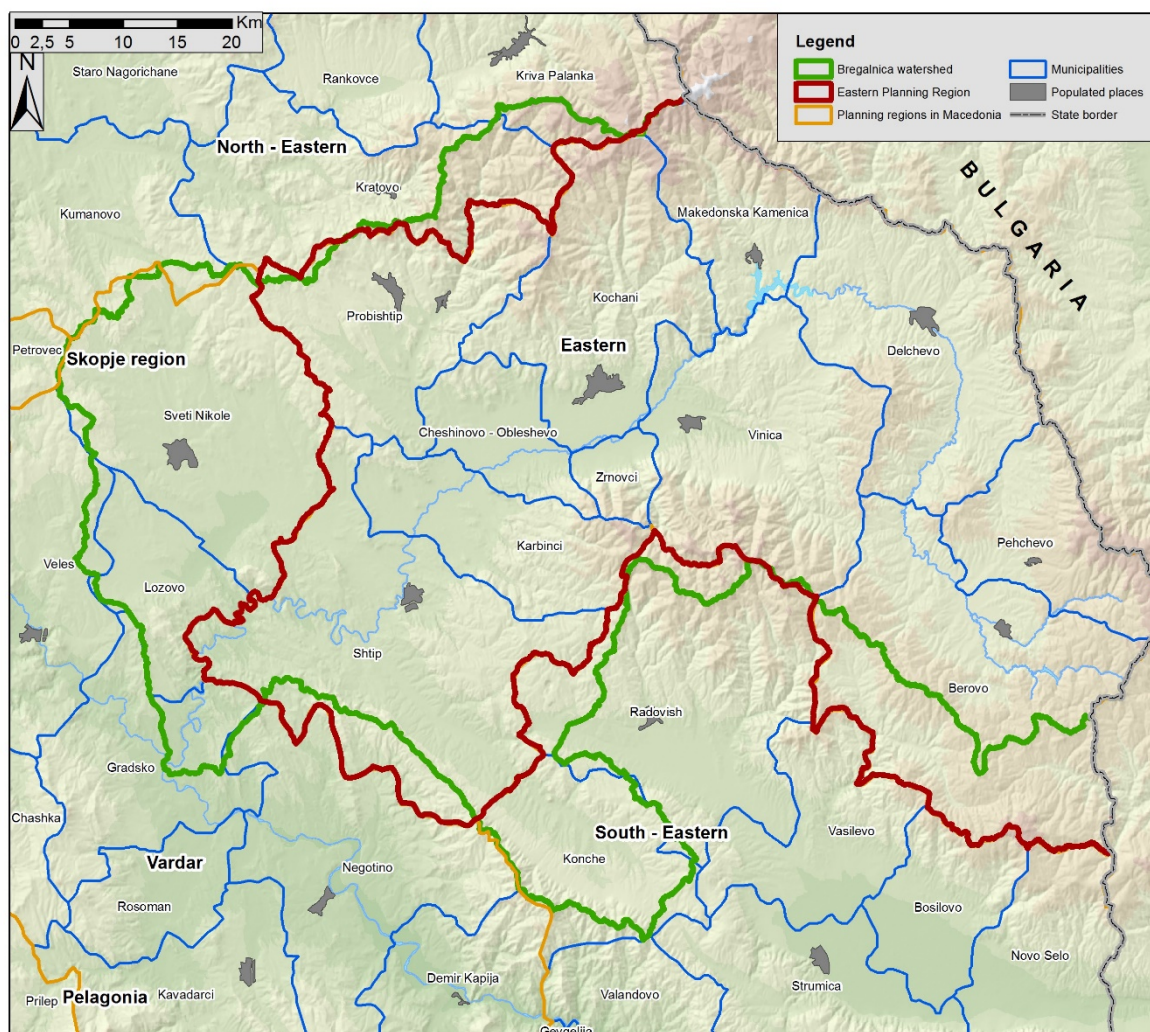 Km
0 2,5 5 10 15 20
N
Legend
Bregalnica watershed
Eastern Planning Region
Planning regions in Macedonia
Municipalities
Populated places
State border
Staro Nagorichane
Rankovce
Kriva Palanka
North - Eastern
BULGARIA
Kratovo
Kumanovo
Makedonska Kamenica
Kochani
Probishtip
Petrovec
Skopje region
Eastern
Delchevo
Sveti Nikole
Cheshinovo - Obleshevo
Vinica
Zrnovci
Karbinci
Pehchevo
Veles
Lozovo
Shtip
Berovo
Radovish
Gradsko
Chashka
Vasilevo
South - Eastern
Vardar
Negotino
Konche
Rosoman
Bosilovo
Novo Selo
Demir Kapija
Strumica
Prilep
Pelagonia
Kavadarci
Valandovo
Gevgelija